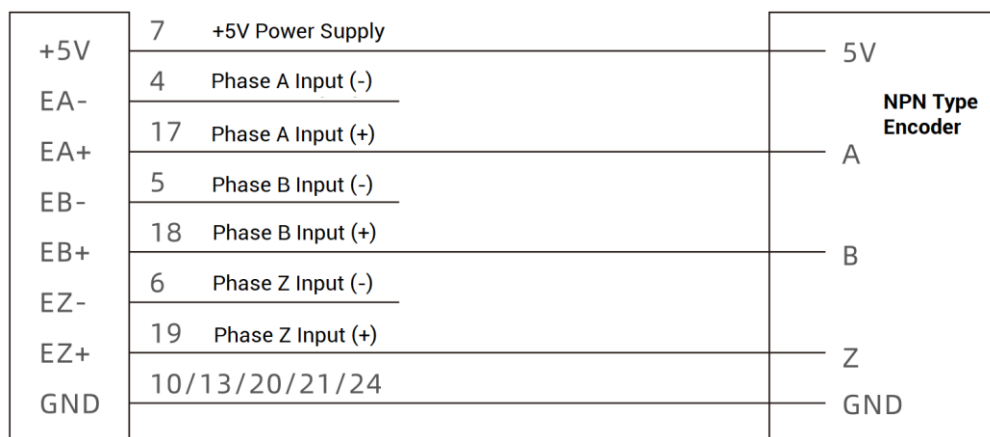 7 +5V Power Supply
+5V
5V
4 Phase A Input (-)
EA-
NPN Type
Encoder
17 Phase A Input (+)
EA+
A
5 Phase B Input (-)
EB-
18 Phase B Input (+)
EB+
B
6 Phase Z Input (-)
EZ-
19 Phase Z Input (+)
EZ+
Z
10/13/20/21/24
GND
GND